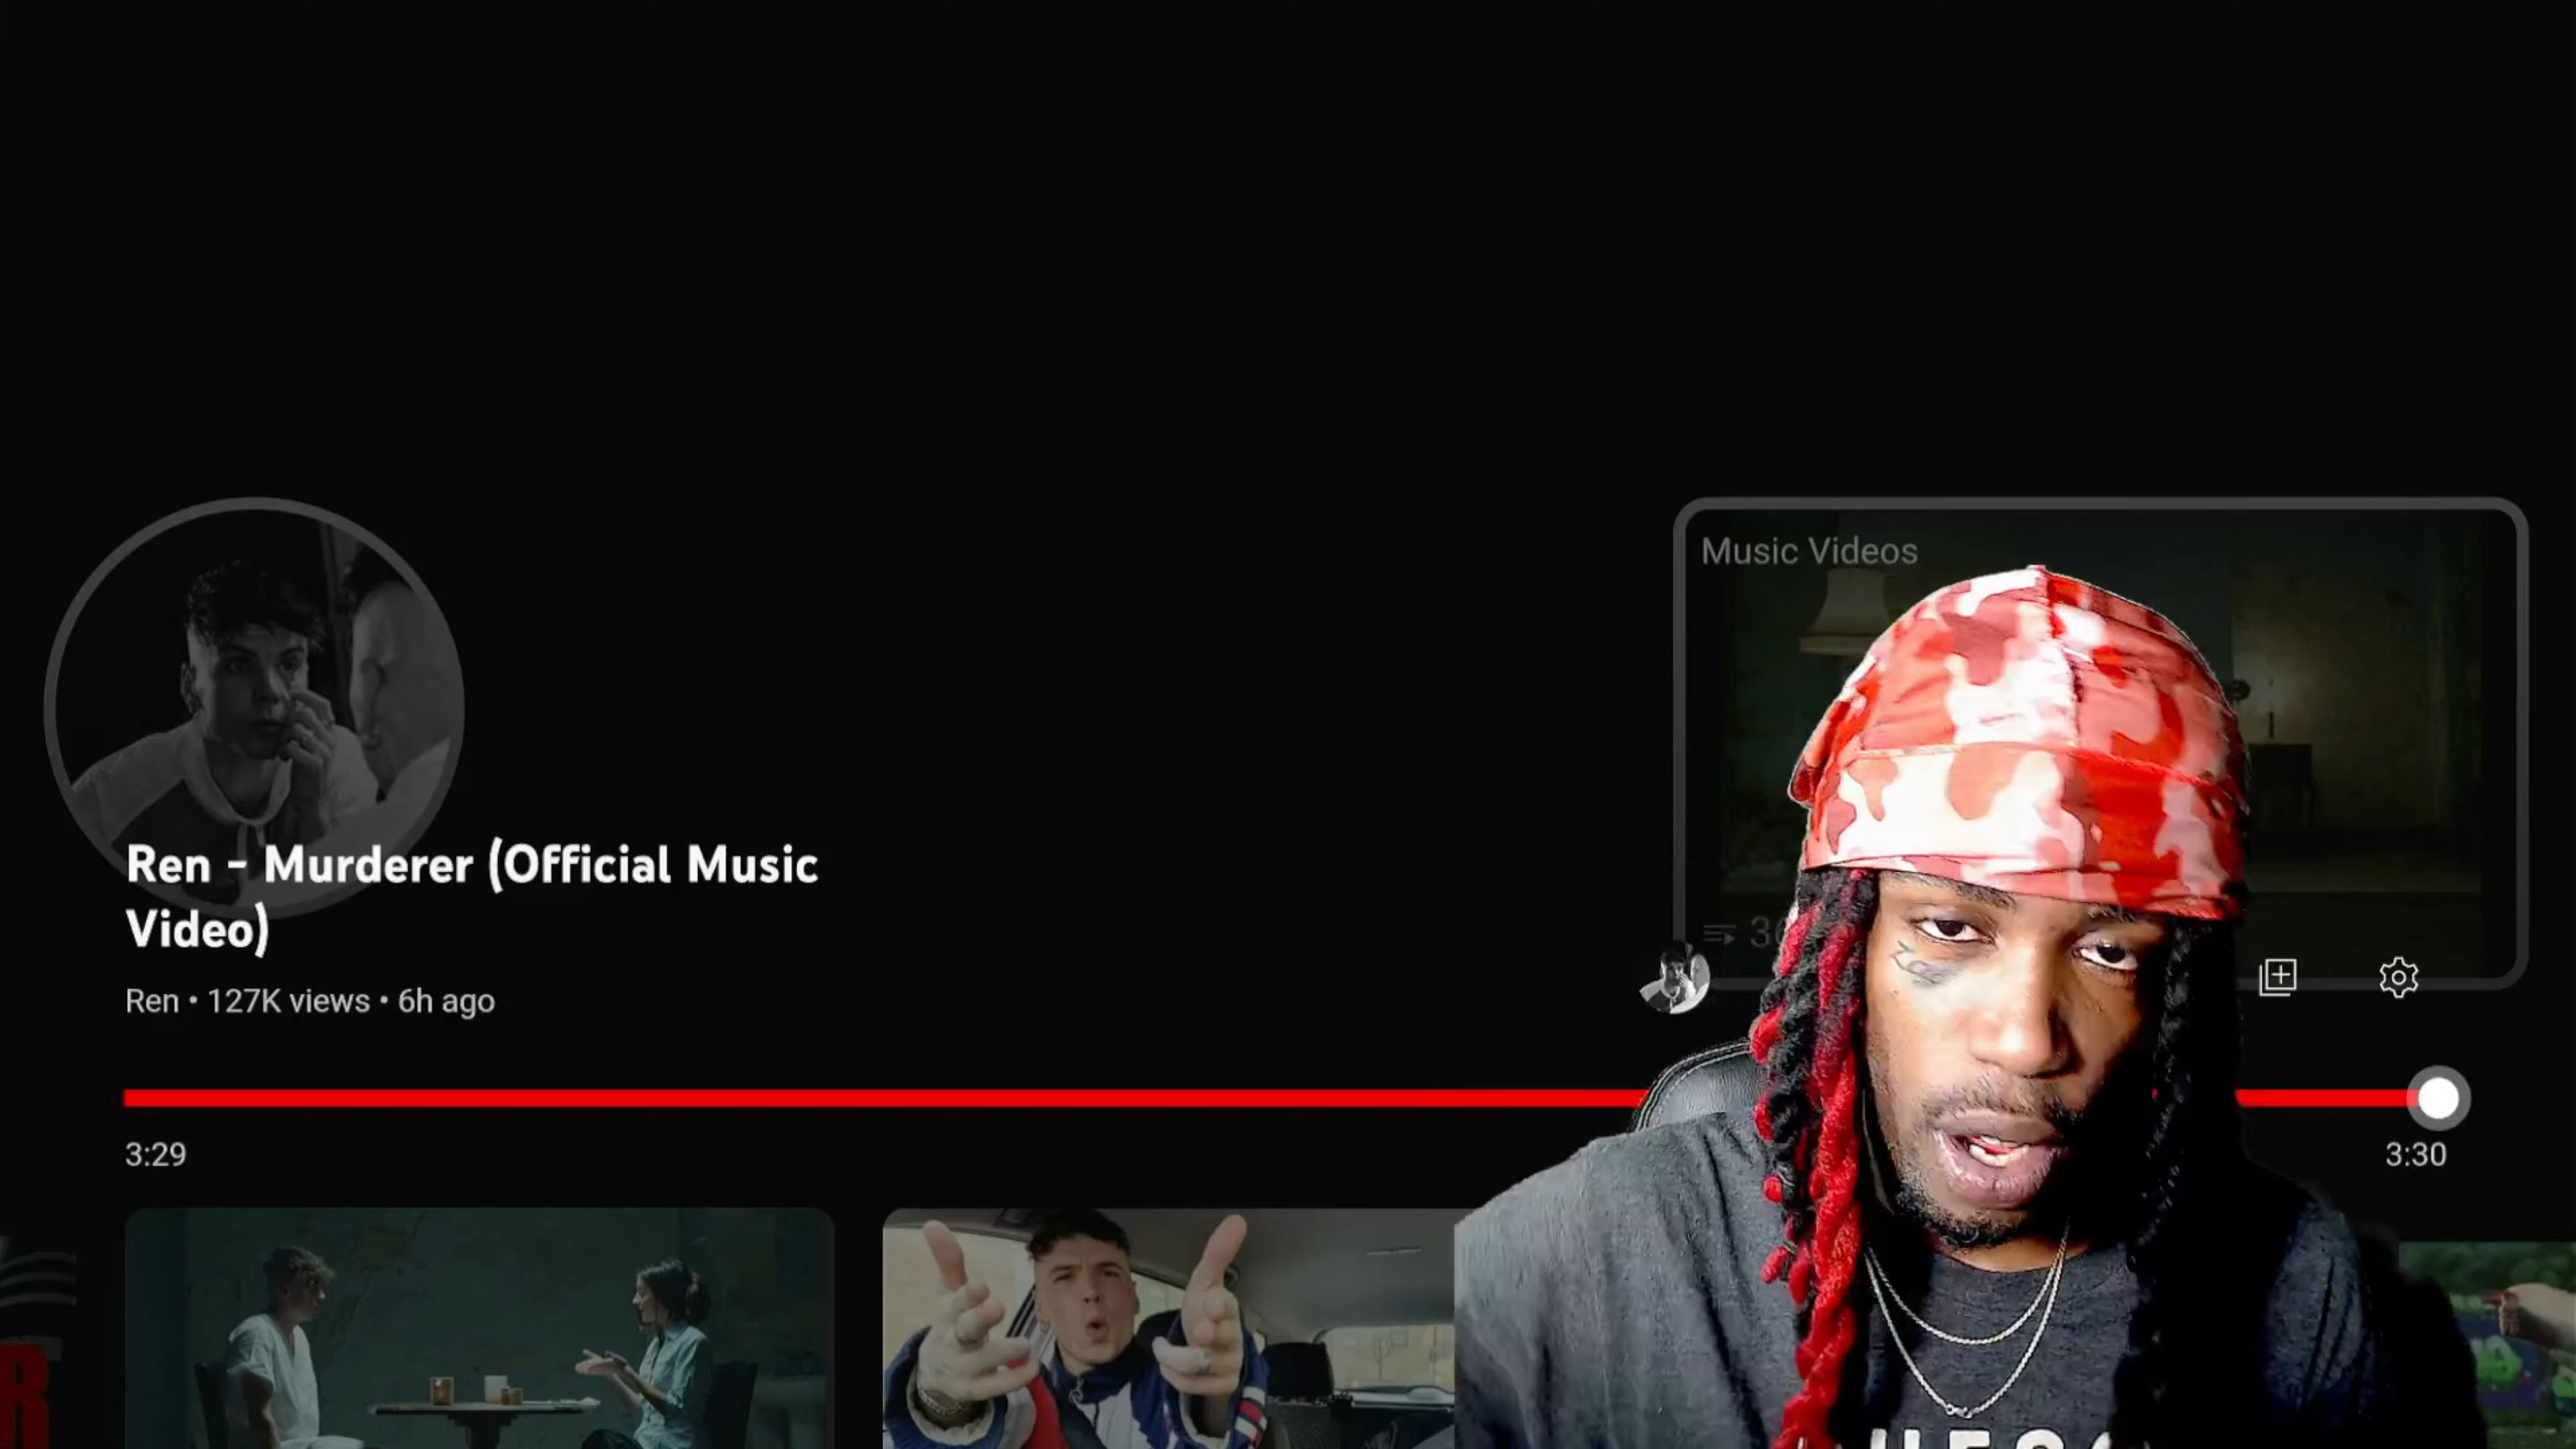 Music Videos
Ren - Murderer (Official Music
Video)
Ren • 127K views • 6h ago
3:29
3:30
R